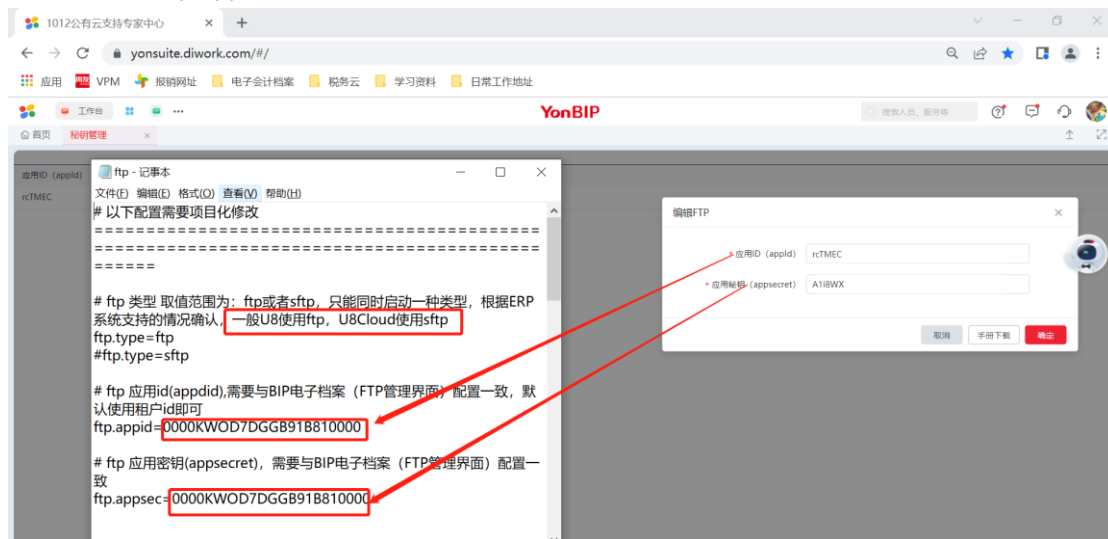 1012公有云支持专家中心
yonsuite.diwork.com/#/
应用 VPM 报销网址 电子会计档案 税务云 学习资料 日常工作地址
工作台 YonBIP 搜索人员、服务等
首页 秘钥管理
应用ID（appId）
rcTMEC
ftp - 记事本
文件(F) 编辑(E) 格式(O) 查看(V) 帮助(H)
# 以下配置需要项目化修改
===========================================
===========================================
======
# ftp 类型 取值范围为：ftp或者sftp，只能同时启动一种类型，根据ERP
系统支持的情况确认，一般U8使用ftp，U8Cloud使用sftp
ftp.type=ftp
#ftp.type=sftp
# ftp 应用id(appdid),需要与BIP电子档案（FTP管理界面）配置一致，默
认使用租户id即可
ftp.appid=0000KWOD7DGGB91B810000
# ftp 应用密钥(appsecret)，需要与BIP电子档案（FTP管理界面）配置一
致
ftp.appsec=0000KWOD7DGGB91B810000
编辑FTP
* 应用ID（appId） rcTMEC
* 应用秘钥（appsecret） A1i8WX
取消 手册下载 确定